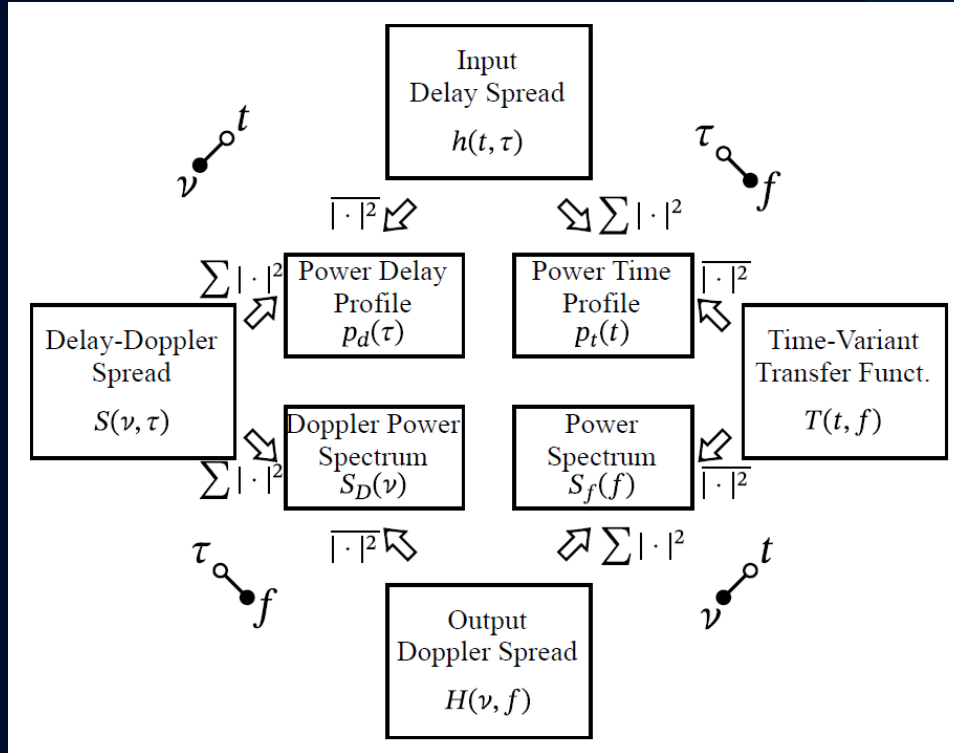 Input
Delay Spread
h(t, τ)
t
ν
τ
f
|·|²
∑|·|²
∑|·|²
Power Delay
Profile
p_d(τ)
Power Time
Profile
p_t(t)
|·|²
Delay-Doppler
Spread
S(ν, τ)
Time-Variant
Transfer Funct.
T(t, f)
Doppler Power
Spectrum
S_D(ν)
Power
Spectrum
S_f(f)
∑|·|²
|·|²
|·|²
∑|·|²
τ
f
t
ν
Output
Doppler Spread
H(ν, f)